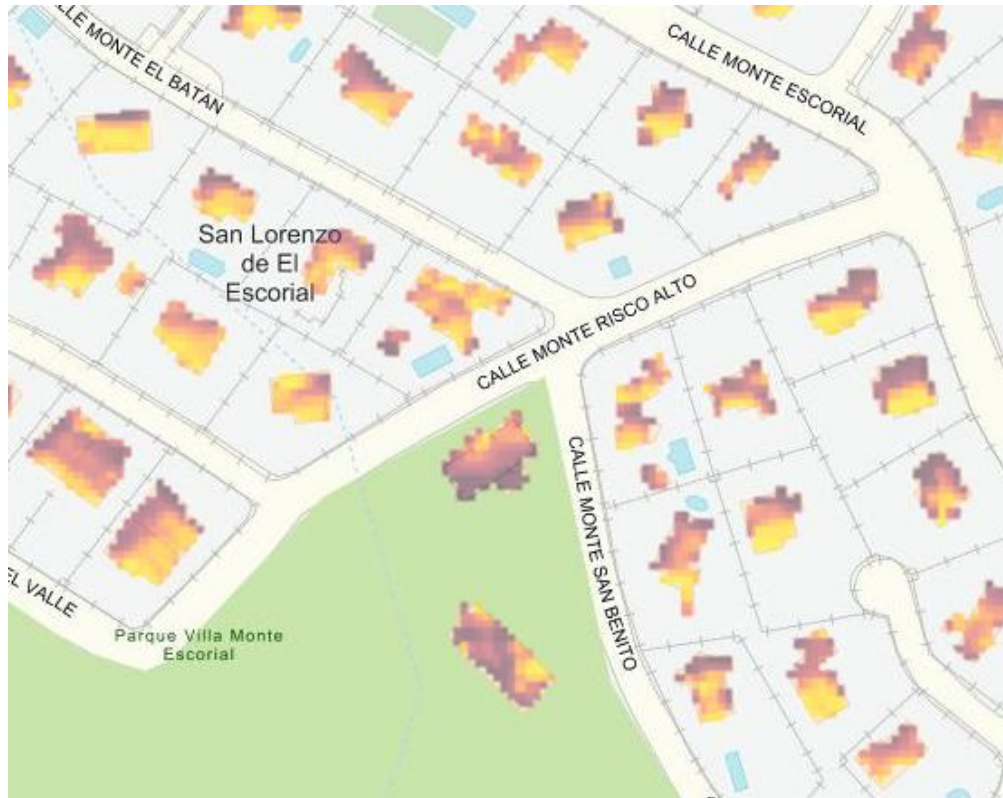 CALLE MONTE EL BATÁN
CALLE MONTE ESCORIAL
San Lorenzo
de El
Escorial
CALLE MONTE RISCO ALTO
CALLE MONTE SAN BENITO
EL VALLE
Parque Villa Monte
Escorial